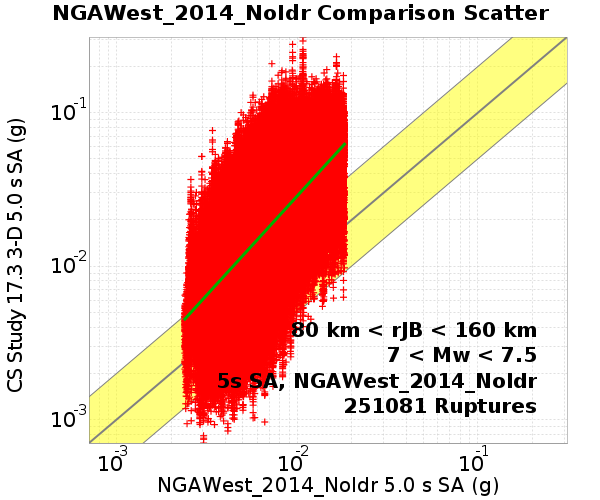 NGAWest_2014_NoIdr Comparison Scatter
CS Study 17.3 3-D 5.0 s SA (g)
10-1
10-2
10-3
80 km < rJB < 160 km
7 < Mw < 7.5
5s SA, NGAWest_2014_NoIdr
251081 Ruptures
10-3 10-2 10-1
NGAWest_2014_NoIdr 5.0 s SA (g)